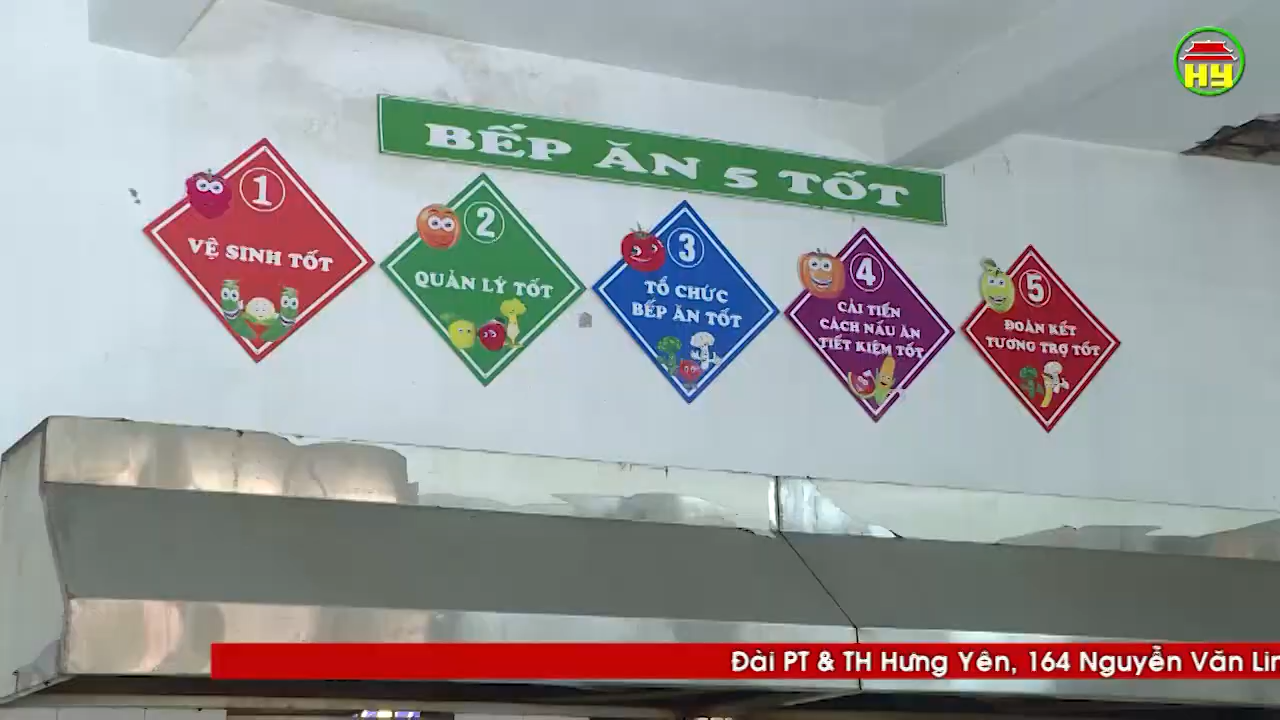 HY
BẾP ĂN 5 TỐT
1
VỆ SINH TỐT
2
QUẢN LÝ TỐT
3
TỔ CHỨC
BẾP ĂN TỐT
4
CẢI TIẾN
CÁCH NẤU ĂN
TIẾT KIỆM TỐT
5
ĐOÀN KẾT
TƯƠNG TRỢ TỐT
Đài PT & TH Hưng Yên, 164 Nguyễn Văn Lin